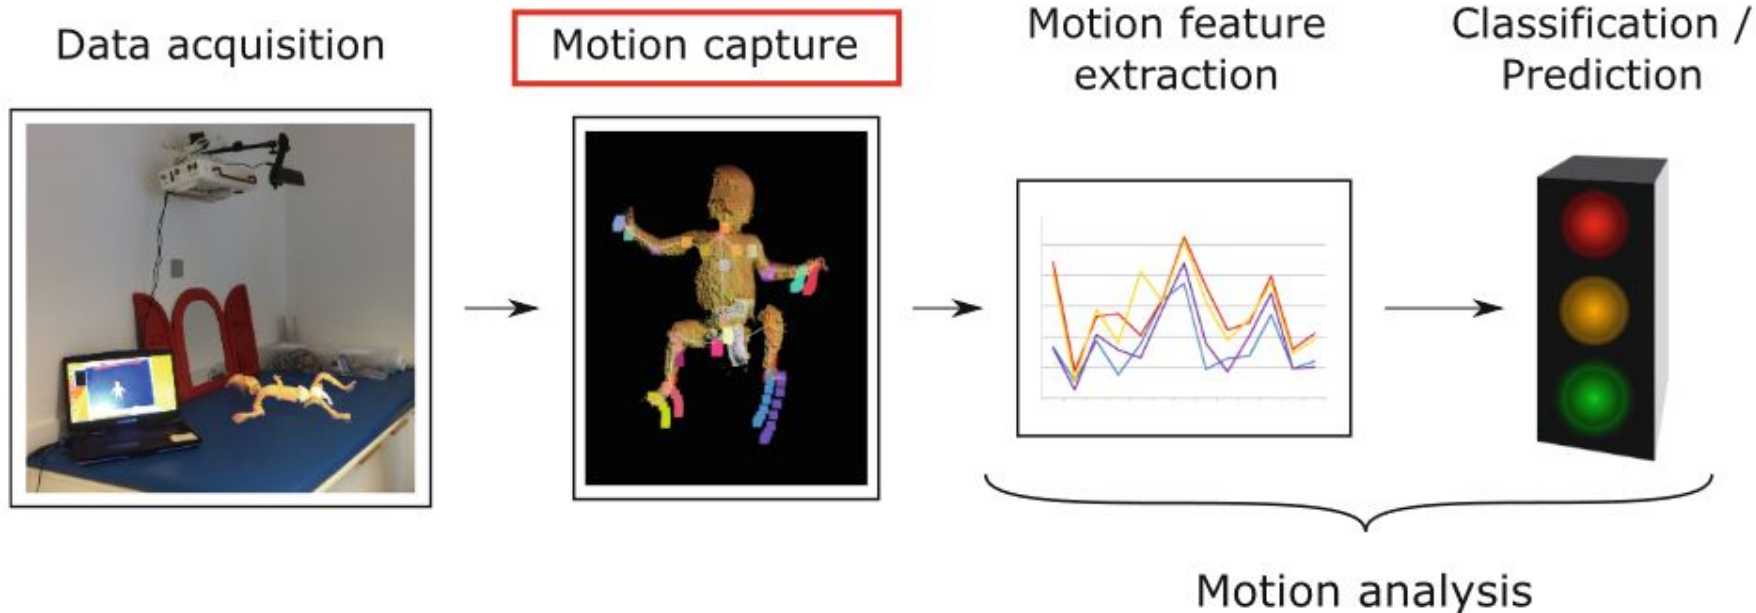 Data acquisition
Motion capture
Motion feature
extraction
Classification /
Prediction
Motion analysis